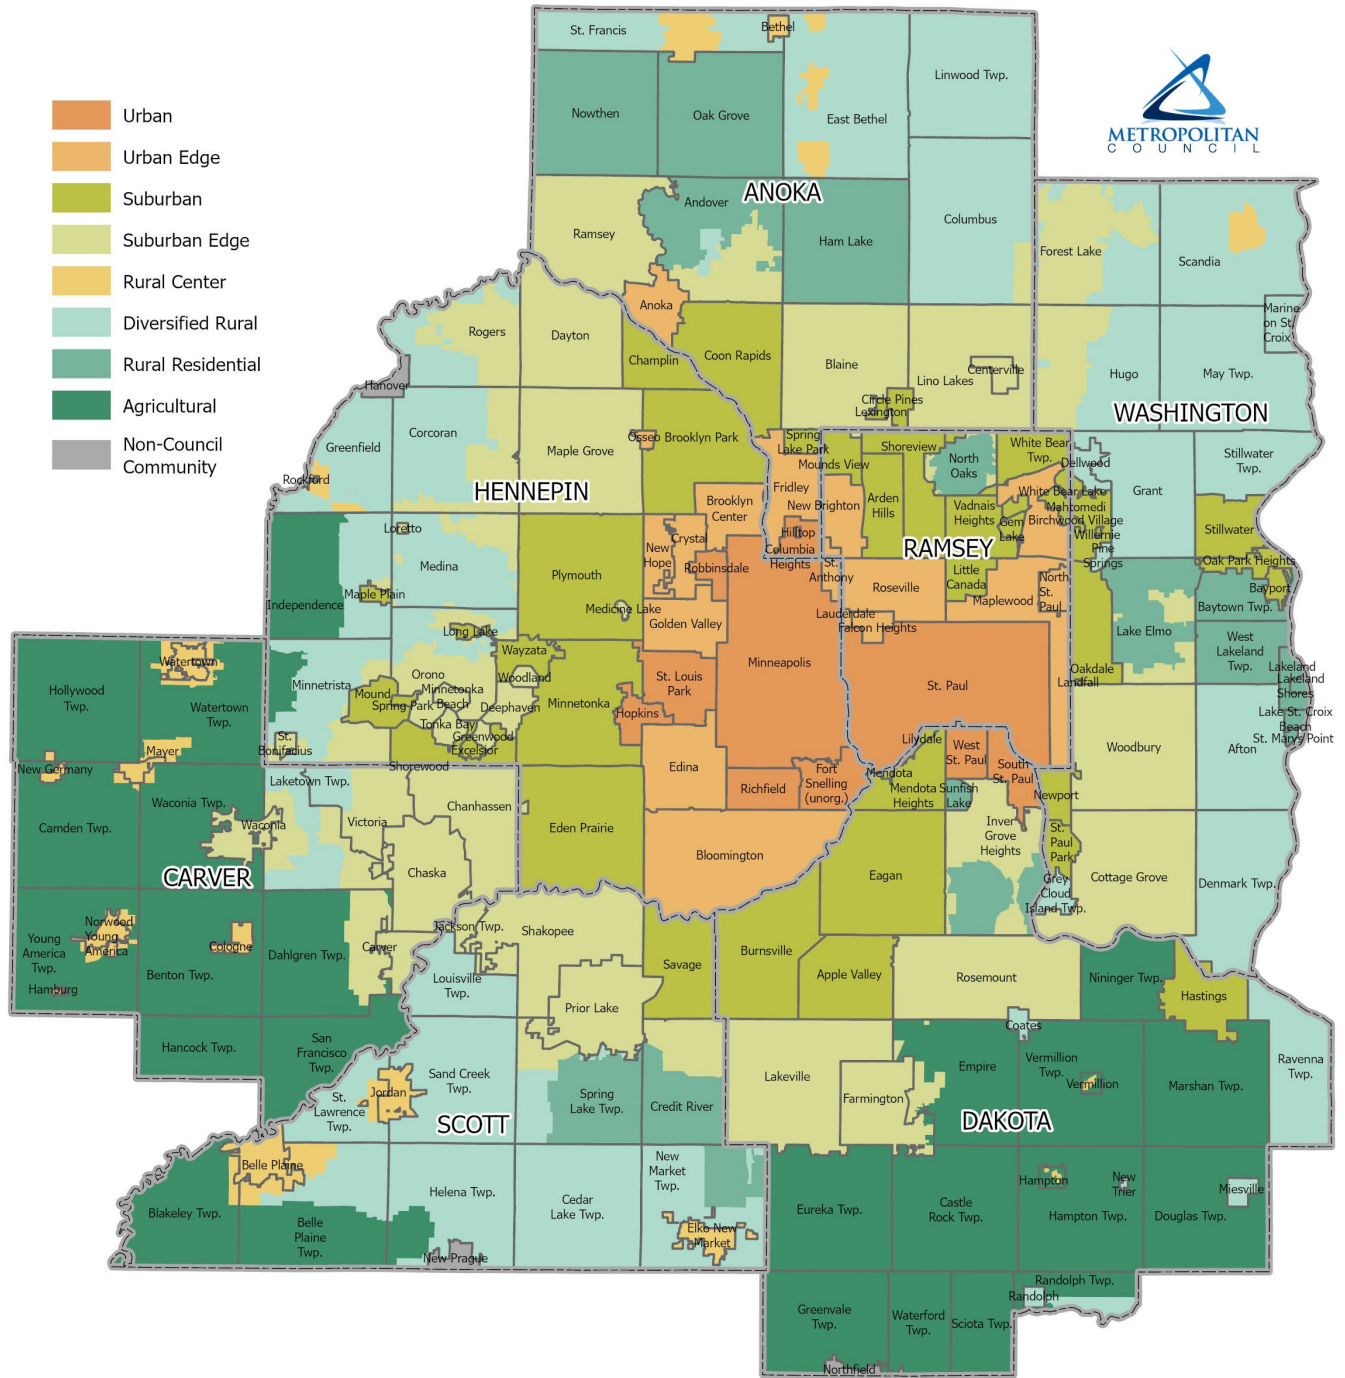 METROPOLITAN
COUNCIL
Urban
Urban Edge
Suburban
Suburban Edge
Rural Center
Diversified Rural
Rural Residential
Agricultural
Non-Council
Community
ANOKA
St. Francis
Bethel
Linwood Twp.
Nowthen
Oak Grove
East Bethel
Andover
Ramsey
Ham Lake
Columbus
Anoka
Coon Rapids
Blaine
Lino Lakes
Centerville
Circle Pines
Lexington
Spring
Lake Park
Fridley
Hilltop
Columbia
Heights
WASHINGTON
Forest Lake
Scandia
Marine
on St.
Croix
Hugo
May Twp.
Stillwater
Twp.
Dellwood
Grant
Mahtomedi
Birchwood Village
Willernie
Pine
Springs
Stillwater
Oak Park Heights
Bayport
Baytown Twp.
Lake Elmo
West
Lakeland
Twp.
Lakeland
Lakeland
Shores
Lake St. Croix
Beach
St. Marys Point
Oakdale
Landfall
Woodbury
Afton
Newport
St.
Paul
Park
Grey
Cloud
Island Twp.
Cottage Grove
Denmark Twp.
HENNEPIN
Rogers
Dayton
Champlin
Hanover
Greenfield
Corcoran
Maple Grove
Osseo
Brooklyn Park
Rockford
Loretto
Medina
Independence
Maple Plain
Plymouth
Brooklyn
Center
New
Hope
Crystal
Robbinsdale
Medicine Lake
Golden Valley
Minneapolis
Long Lake
Wayzata
Woodland
Orono
Minnetonka
Beach
Minnetrista
Mound
Spring Park
Tonka Bay
Deephaven
Greenwood
Excelsior
Shorewood
St.
Bonifacius
Minnetonka
St. Louis
Park
Hopkins
Edina
Richfield
Fort
Snelling
(unorg.)
Eden Prairie
Bloomington
RAMSEY
Mounds View
Shoreview
North
Oaks
White Bear
Twp.
White Bear Lake
New Brighton
Arden
Hills
Vadnais
Heights
Gem
Lake
St.
Anthony
Roseville
Little
Canada
Maplewood
North
St.
Paul
Lauderdale
Falcon Heights
St. Paul
CARVER
Hollywood
Twp.
Watertown
Watertown
Twp.
Mayer
New Germany
Camden Twp.
Waconia Twp.
Waconia
Laketown Twp.
Victoria
Chanhassen
Chaska
Norwood
Young
America
Young
America
Twp.
Hamburg
Cologne
Benton Twp.
Dahlgren Twp.
Carver
Hancock Twp.
San
Francisco
Twp.
SCOTT
Jackson Twp.
Shakopee
Louisville
Twp.
Prior Lake
Savage
Sand Creek
Twp.
Jordan
St.
Lawrence
Twp.
Spring
Lake Twp.
Credit River
Belle Plaine
Blakeley Twp.
Belle
Plaine
Twp.
Helena Twp.
New Prague
Cedar
Lake Twp.
New
Market
Twp.
Elko New
Market
DAKOTA
Lilydale
Mendota
Mendota
Heights
West
St. Paul
South
St. Paul
Sunfish
Lake
Inver
Grove
Heights
Eagan
Burnsville
Apple Valley
Rosemount
Nininger Twp.
Hastings
Coates
Lakeville
Farmington
Empire
Vermillion
Twp.
Vermillion
Marshan Twp.
Ravenna
Twp.
Eureka Twp.
Castle
Rock Twp.
Hampton
New
Trier
Hampton Twp.
Douglas Twp.
Miesville
Randolph Twp.
Randolph
Greenvale
Twp.
Waterford
Twp.
Sciota Twp.
Northfield